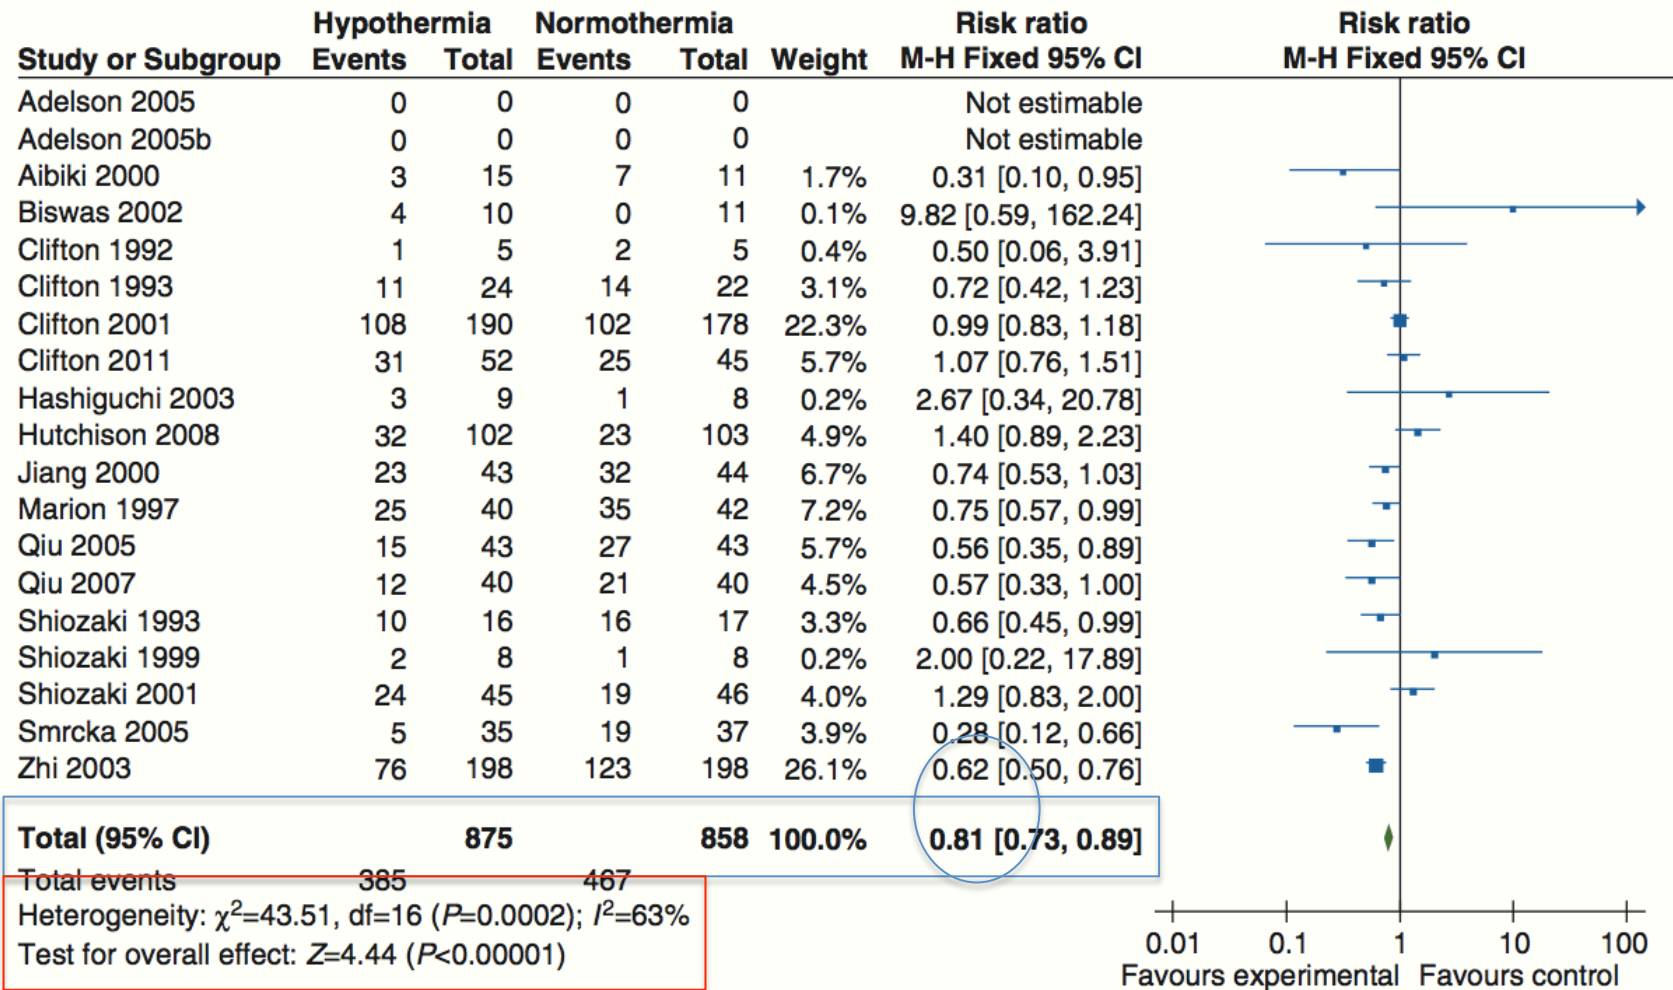 Hypothermia Normothermia Risk ratio Risk ratio
Study or Subgroup Events Total Events Total Weight M-H Fixed 95% CI M-H Fixed 95% CI
Adelson 2005 0 0 0 0 Not estimable
Adelson 2005b 0 0 0 0 Not estimable
Aibiki 2000 3 15 7 11 1.7% 0.31 [0.10, 0.95]
Biswas 2002 4 10 0 11 0.1% 9.82 [0.59, 162.24]
Clifton 1992 1 5 2 5 0.4% 0.50 [0.06, 3.91]
Clifton 1993 11 24 14 22 3.1% 0.72 [0.42, 1.23]
Clifton 2001 108 190 102 178 22.3% 0.99 [0.83, 1.18]
Clifton 2011 31 52 25 45 5.7% 1.07 [0.76, 1.51]
Hashiguchi 2003 3 9 1 8 0.2% 2.67 [0.34, 20.78]
Hutchison 2008 32 102 23 103 4.9% 1.40 [0.89, 2.23]
Jiang 2000 23 43 32 44 6.7% 0.74 [0.53, 1.03]
Marion 1997 25 40 35 42 7.2% 0.75 [0.57, 0.99]
Qiu 2005 15 43 27 43 5.7% 0.56 [0.35, 0.89]
Qiu 2007 12 40 21 40 4.5% 0.57 [0.33, 1.00]
Shiozaki 1993 10 16 16 17 3.3% 0.66 [0.45, 0.99]
Shiozaki 1999 2 8 1 8 0.2% 2.00 [0.22, 17.89]
Shiozaki 2001 24 45 19 46 4.0% 1.29 [0.83, 2.00]
Smrcka 2005 5 35 19 37 3.9% 0.28 [0.12, 0.66]
Zhi 2003 76 198 123 198 26.1% 0.62 [0.50, 0.76]
Total (95% CI) 875 858 100.0% 0.81 [0.73, 0.89]
Total events 385 467
Heterogeneity: χ²=43.51, df=16 (P=0.0002); I²=63%
Test for overall effect: Z=4.44 (P<0.00001)
0.01 0.1 1 10 100
Favours experimental Favours control